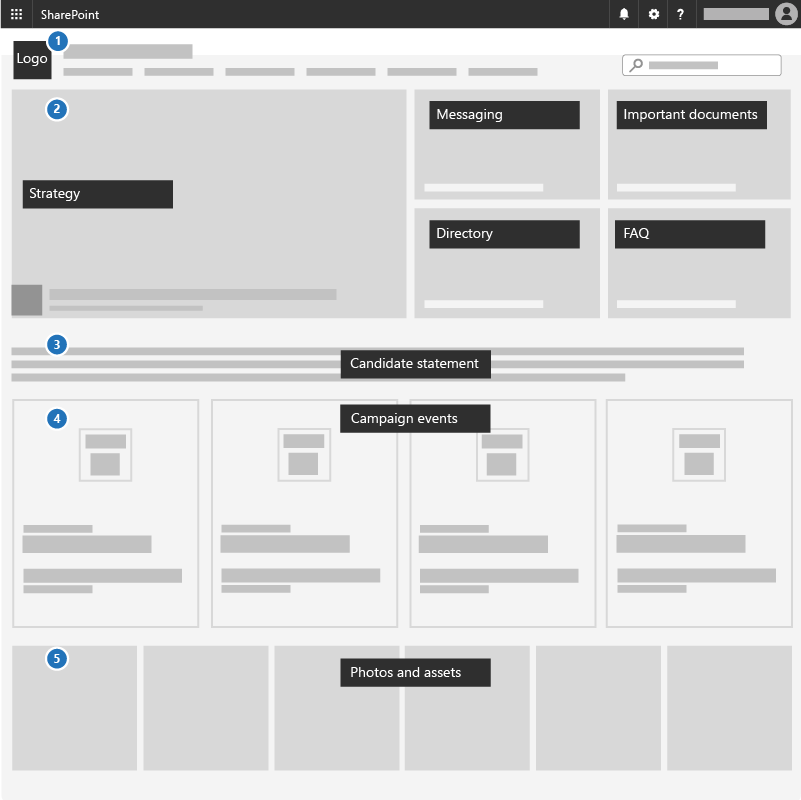 SharePoint
?
1
Logo
2
Messaging
Important documents
Strategy
Directory
FAQ
3
Candidate statement
4
Campaign events
5
Photos and assets